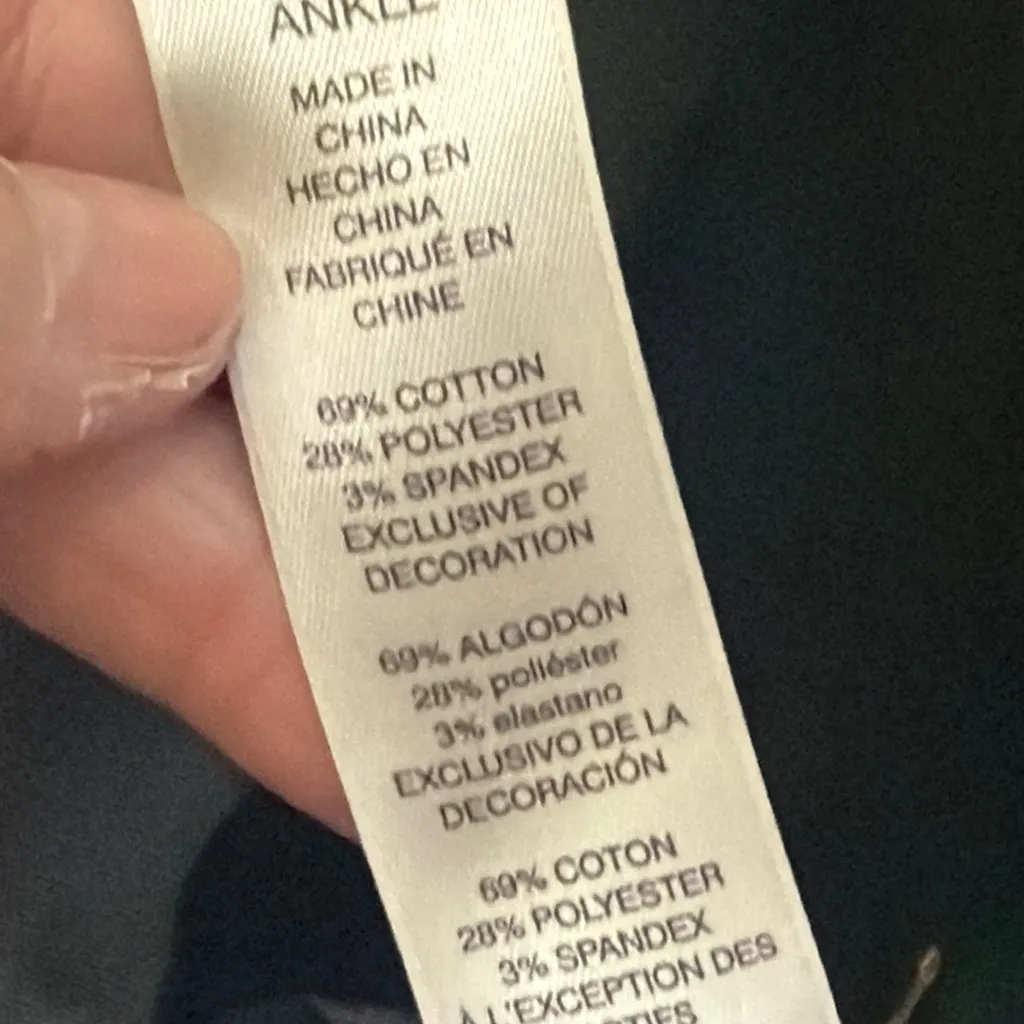 ANKLE
MADE IN
CHINA
HECHO EN
CHINA
FABRIQUÉ EN
CHINE
69% COTTON
28% POLYESTER
3% SPANDEX
EXCLUSIVE OF
DECORATION
69% ALGODÓN
28% poliéster
3% elastano
EXCLUSIVO DE LA
DECORACIÓN
69% COTON
28% POLYESTER
3% SPANDEX
À L'EXCEPTION DES